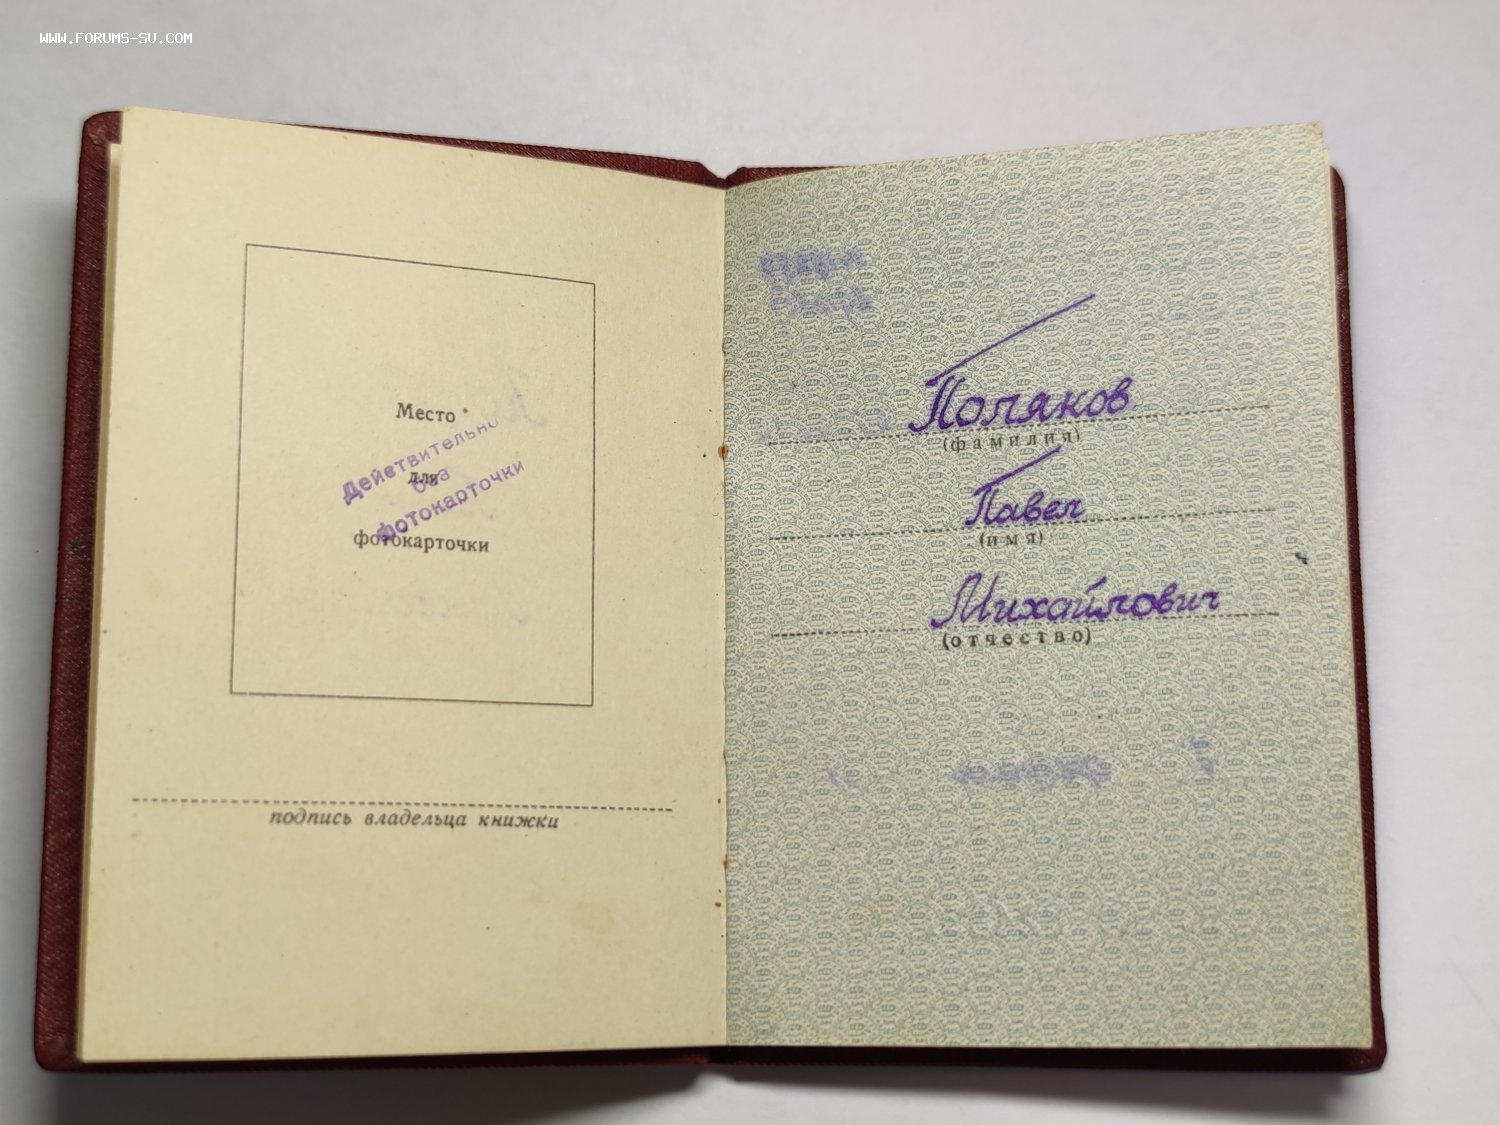 WWW.FORUMS-SU.COM
Место
Действительно
для
без
фотокарточки
фотокарточки
подпись владельца книжки
Поляков
(фамилия)
Павел
(имя)
Михайлович
(отчество)